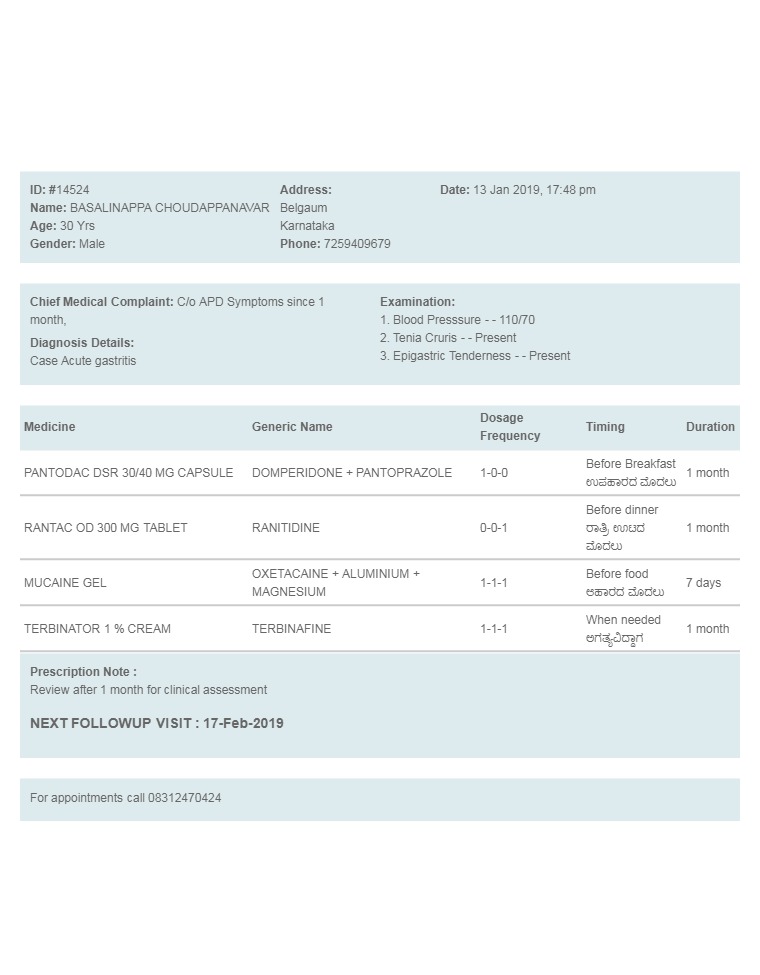 ID: #14524
Name: BASALINAPPA CHOUDAPPANAVAR
Age: 30 Yrs
Gender: Male
Address:
Belgaum
Karnataka
Phone: 7259409679
Date: 13 Jan 2019, 17:48 pm
Chief Medical Complaint: C/o APD Symptoms since 1
month,
Diagnosis Details:
Case Acute gastritis
Examination:
1. Blood Presssure - - 110/70
2. Tenia Cruris - - Present
3. Epigastric Tenderness - - Present
Medicine Generic Name Dosage Frequency Timing Duration
PANTODAC DSR 30/40 MG CAPSULE DOMPERIDONE + PANTOPRAZOLE 1-0-0 Before Breakfast 1 month
ಉಪಹಾರದ ಮೊದಲು
RANTAC OD 300 MG TABLET RANITIDINE 0-0-1 Before dinner 1 month
ರಾತ್ರಿ ಊಟದ
ಮೊದಲು
MUCAINE GEL OXETACAINE + ALUMINIUM + 1-1-1 Before food 7 days
MAGNESIUM ಆಹಾರದ ಮೊದಲು
TERBINATOR 1 % CREAM TERBINAFINE 1-1-1 When needed 1 month
ಅಗತ್ಯವಿದ್ದಾಗ
Prescription Note :
Review after 1 month for clinical assessment
NEXT FOLLOWUP VISIT : 17-Feb-2019
For appointments call 08312470424